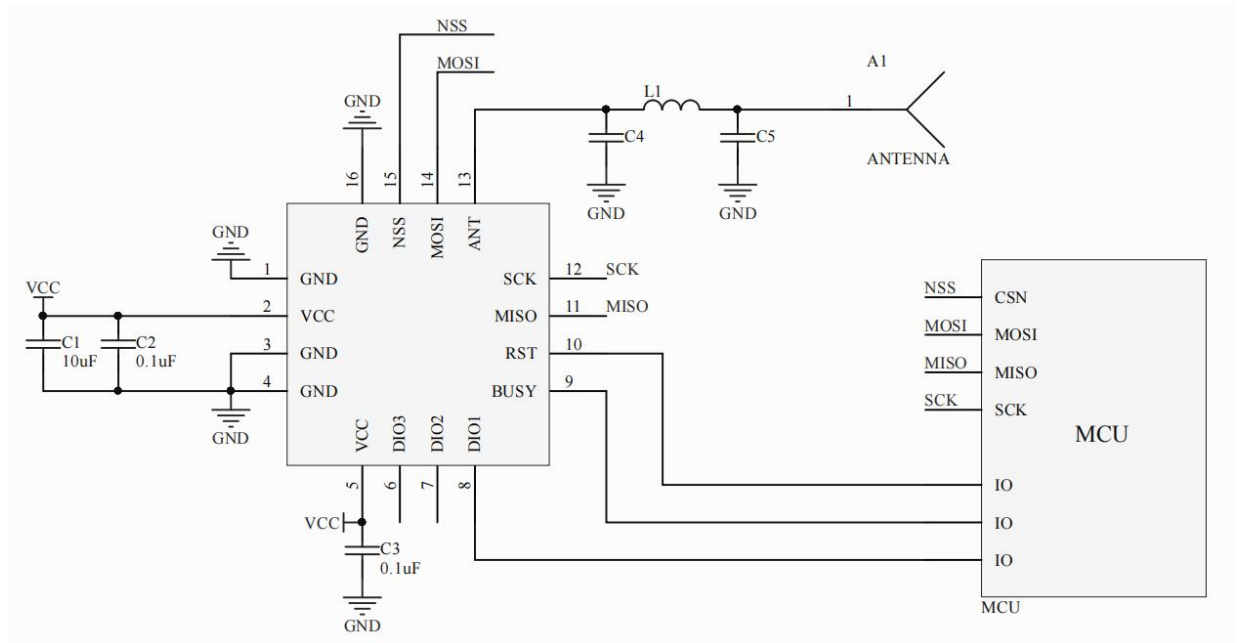 NSS
MOSI
A1
GND
L1
1
C4
C5
ANTENNA
16
15
14
13
GND
GND
GND
GND
NSS
MOSI
ANT
1
GND
SCK
12
SCK
VCC
2
VCC
MISO
11
MISO
NSS
CSN
C1
10uF
C2
0.1uF
3
GND
RST
10
MOSI
MOSI
4
GND
BUSY
9
MISO
MISO
GND
SCK
SCK
MCU
VCC
DIO3
DIO2
DIO1
5
6
7
8
IO
VCC
IO
C3
0.1uF
IO
GND
MCU